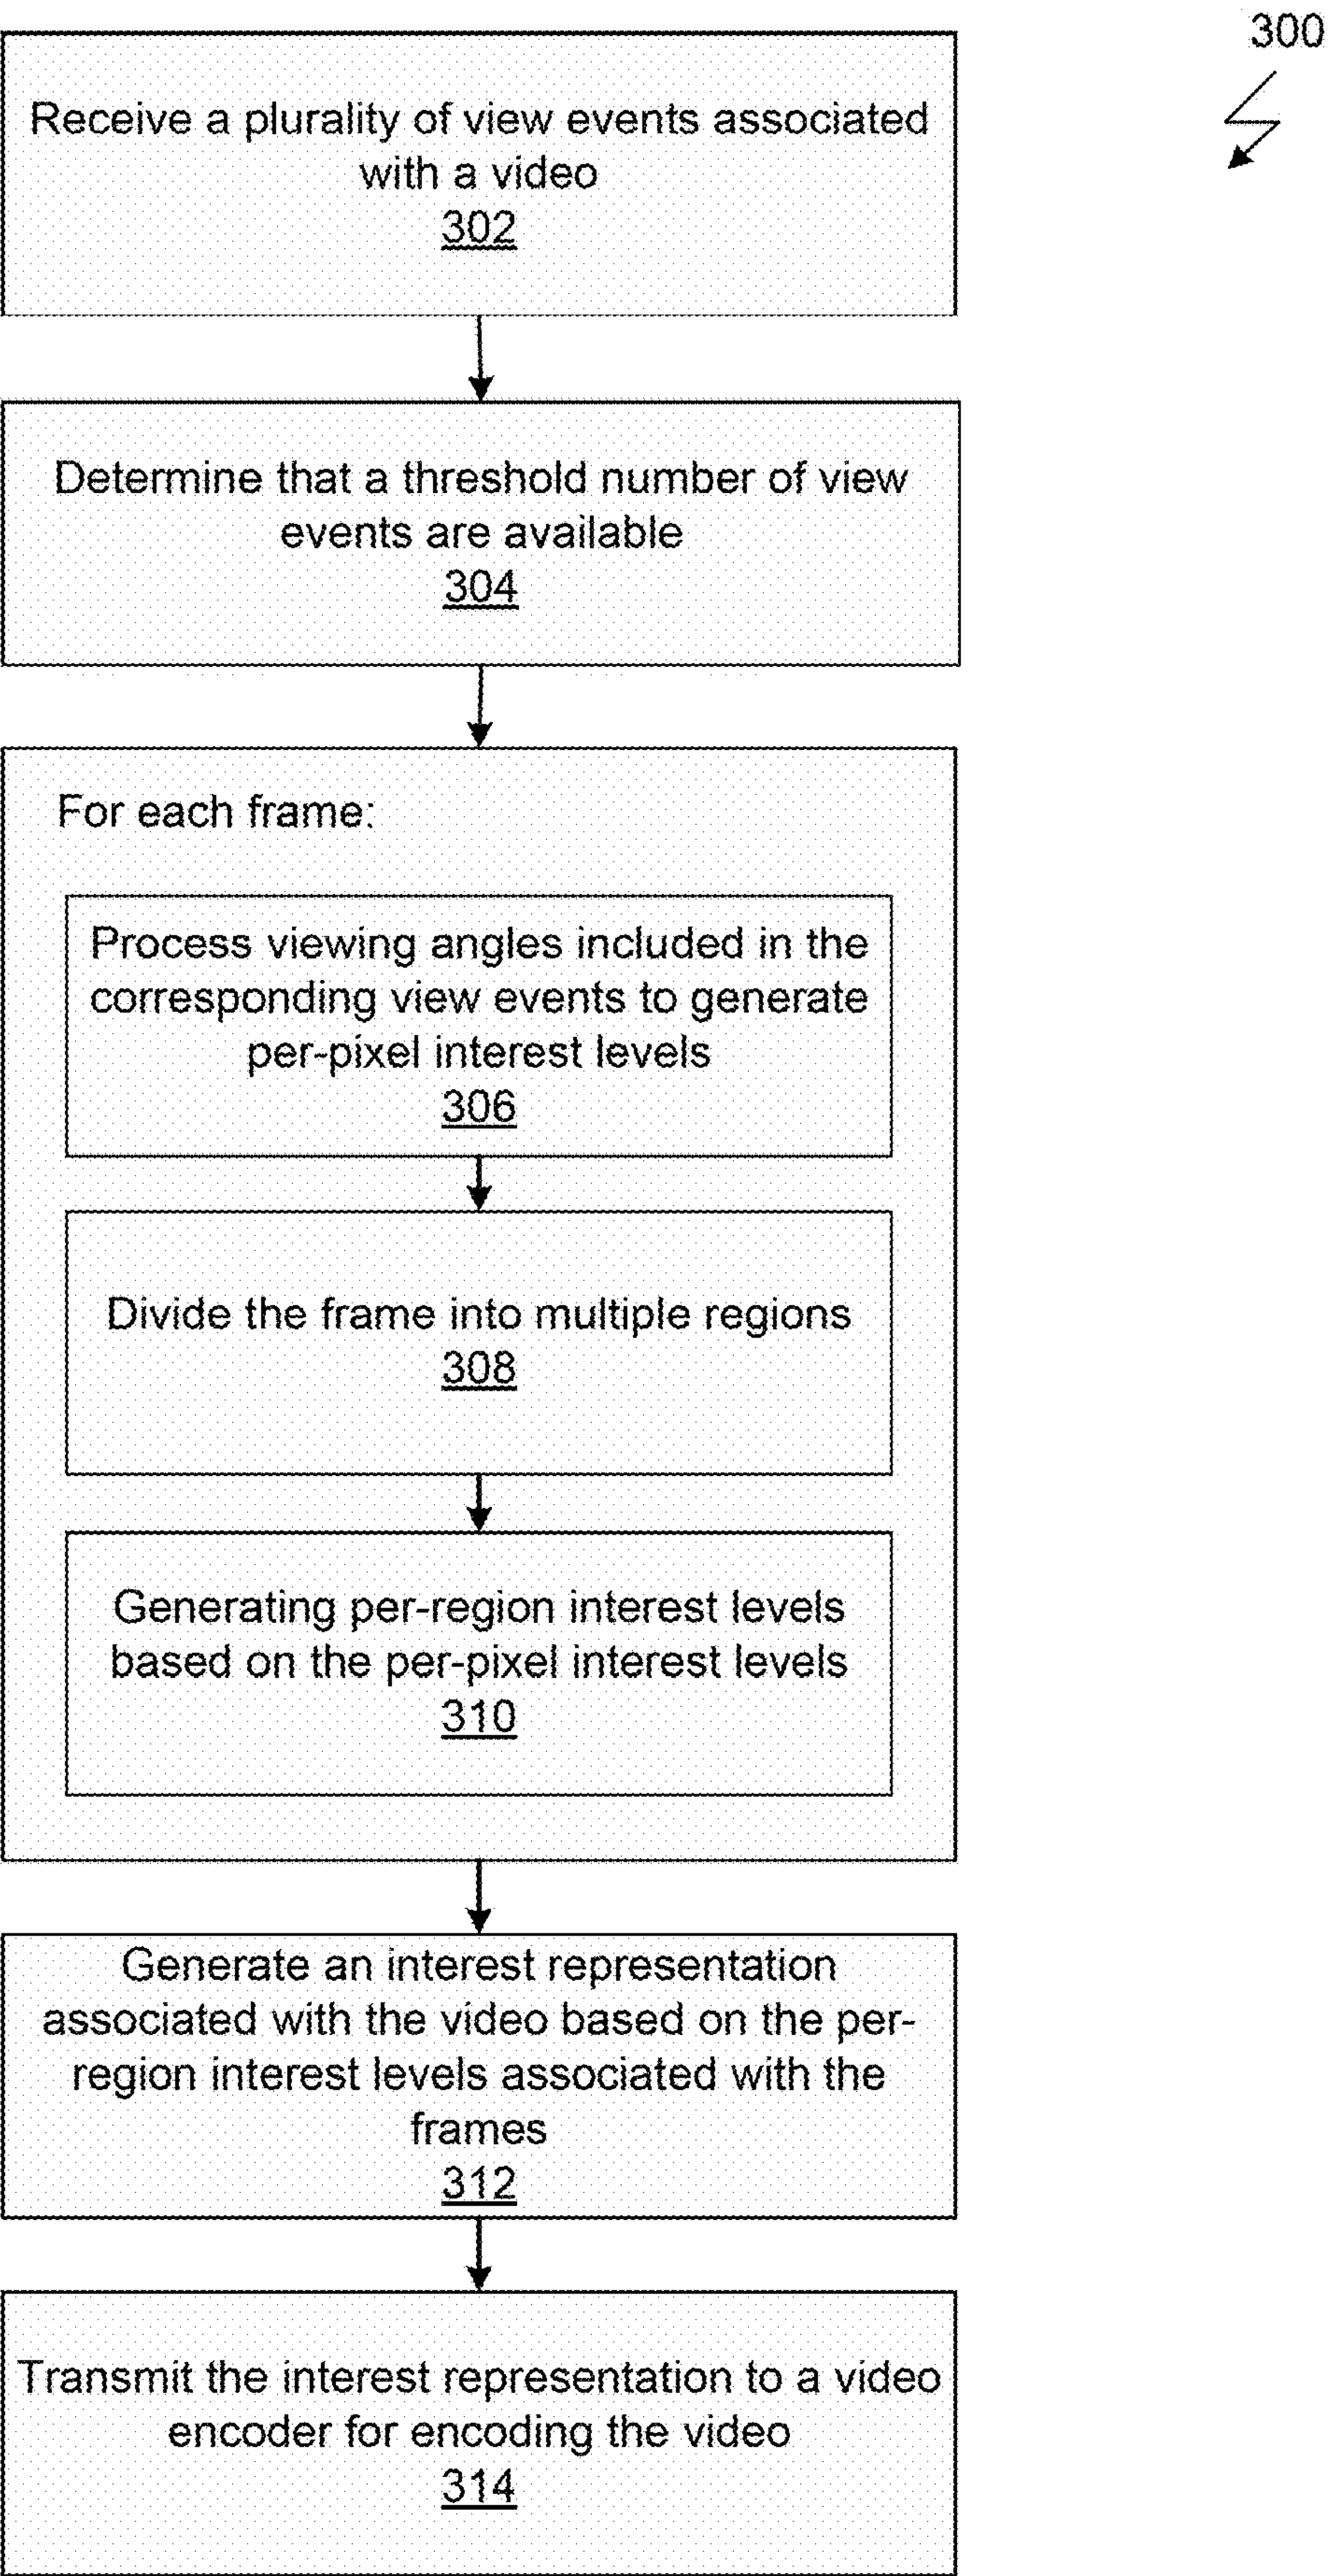 300
Receive a plurality of view events associated
with a video
302
Determine that a threshold number of view
events are available
304
For each frame:
Process viewing angles included in the
corresponding view events to generate
per-pixel interest levels
306
Divide the frame into multiple regions
308
Generating per-region interest levels
based on the per-pixel interest levels
310
Generate an interest representation
associated with the video based on the per-
region interest levels associated with the
frames
312
Transmit the interest representation to a video
encoder for encoding the video
314